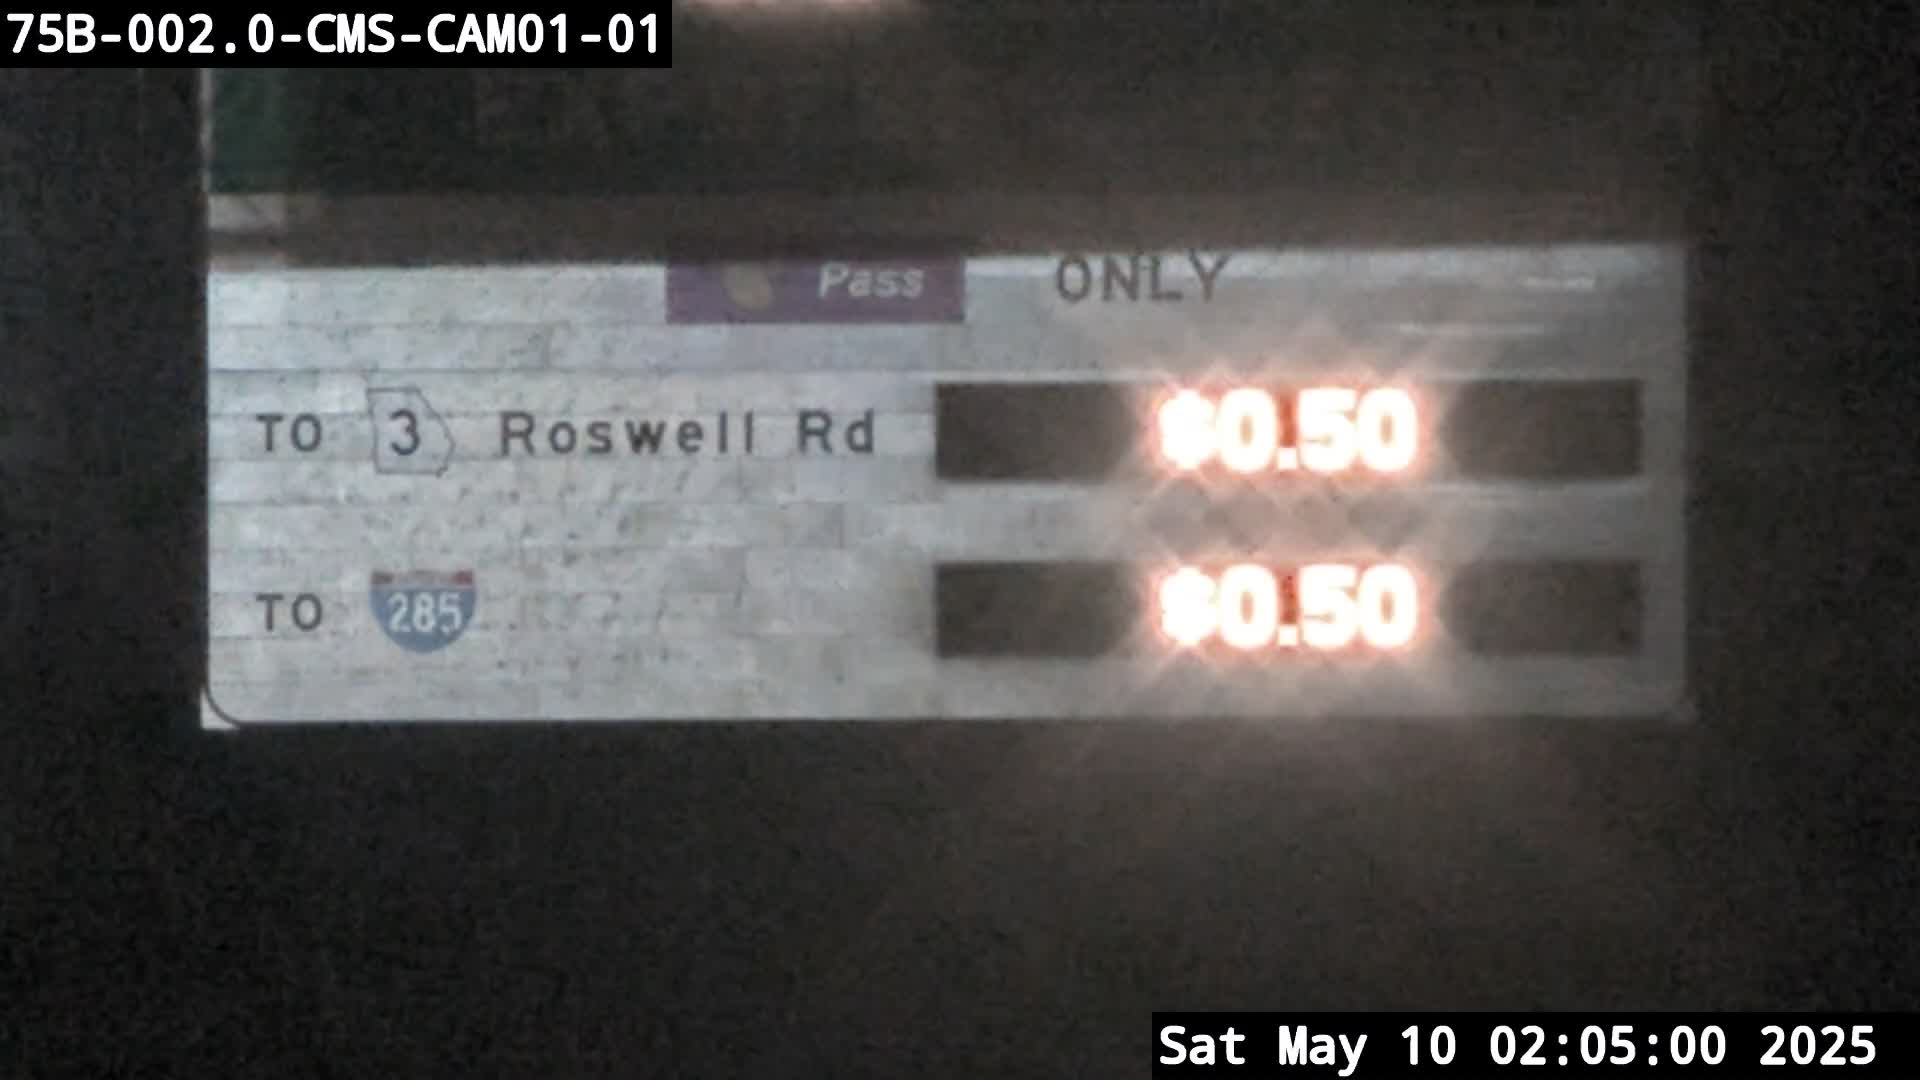 75B-002.0-CMS-CAM01-01
Pass ONLY
TO 3 Roswell Rd $0.50
TO 285 $0.50
Sat May 10 02:05:00 2025